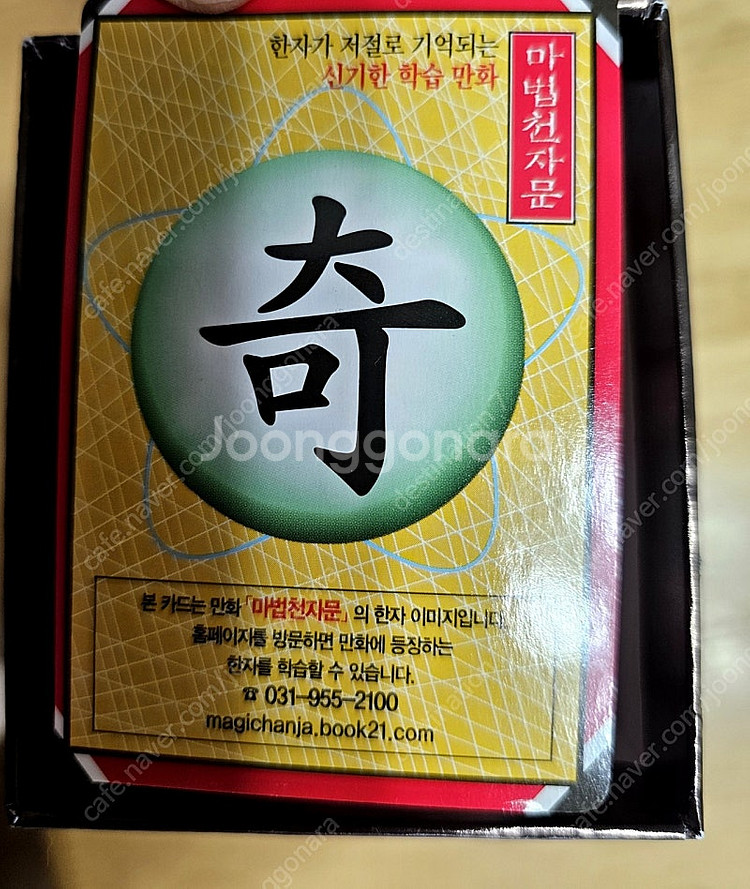 한자가 저절로 기억되는
신기한 학습 만화
마법천자문
奇
Joonggonara
본 카드는 만화 「마법천자문」의 한자 이미지입니다.
홈페이지를 방문하면 만화에 등장하는
한자를 학습할 수 있습니다.
☎ 031-955-2100
magichanja.book21.com